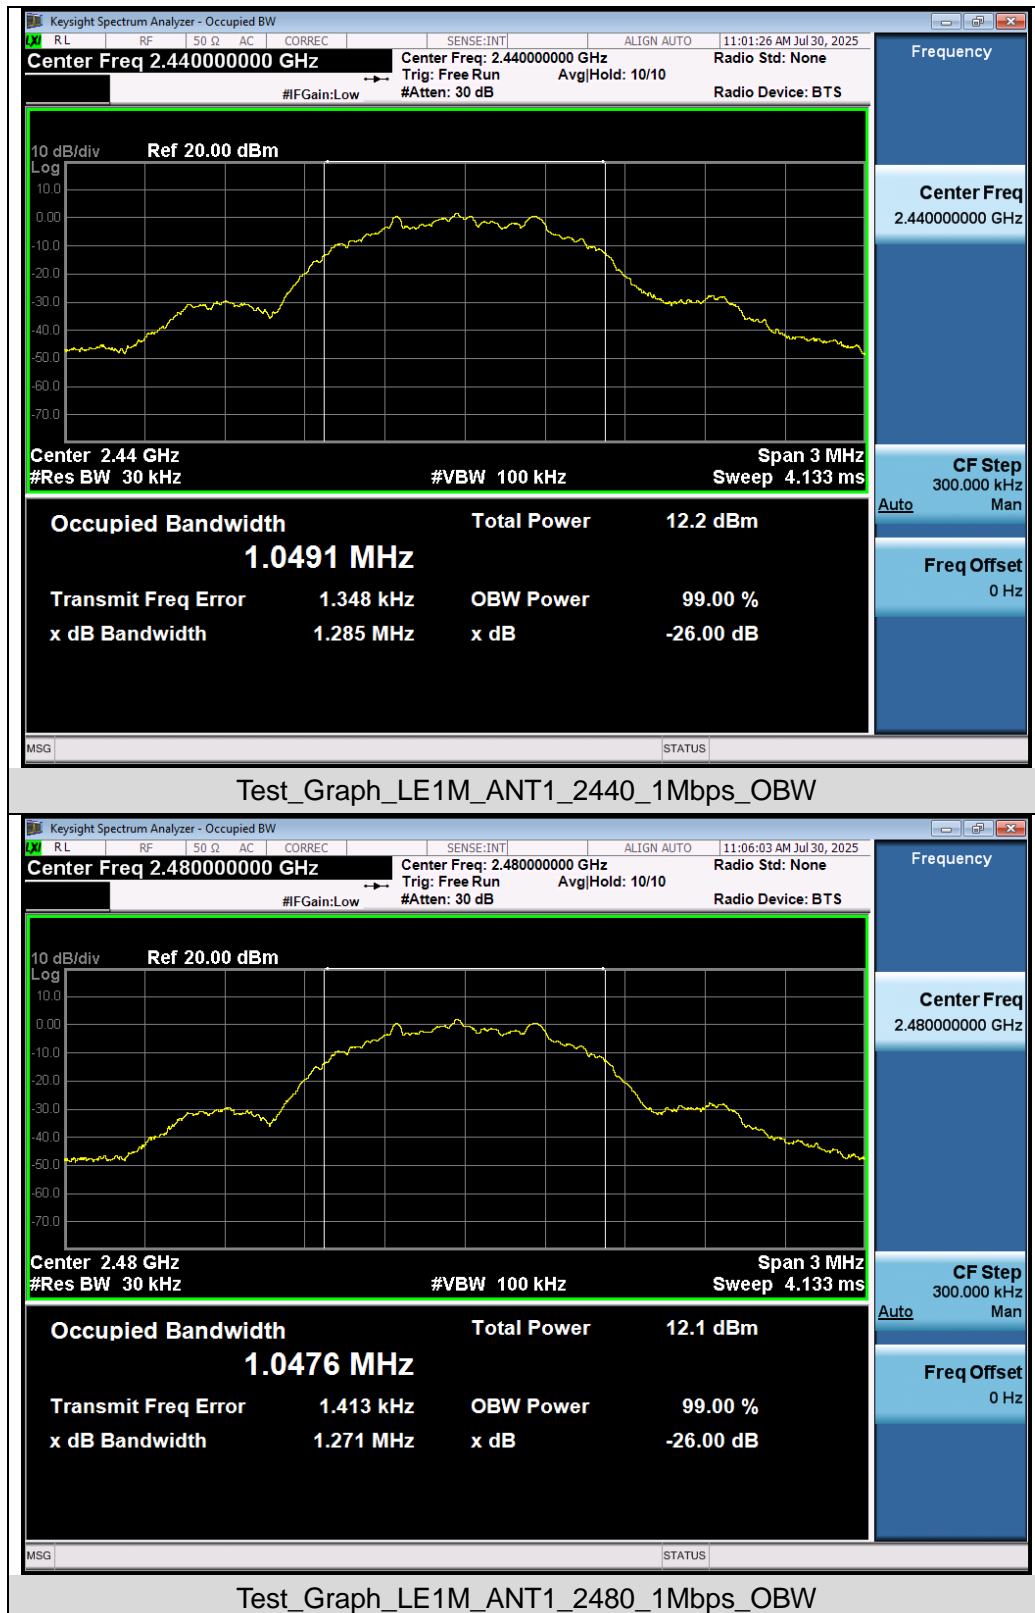 Keysight Spectrum Analyzer - Occupied BW
LXI RL RF 50 Ω AC CORREC SENSE:INT ALIGN AUTO 11:01:26 AM Jul 30, 2025
Center Freq 2.440000000 GHz
Center Freq: 2.440000000 GHz
Radio Std: None
Trig: Free Run Avg|Hold: 10/10
#IFGain:Low
#Atten: 30 dB
Radio Device: BTS
Frequency
10 dB/div Ref 20.00 dBm
Log
10.0
0.00
-10.0
-20.0
-30.0
-40.0
-50.0
-60.0
-70.0
Center Freq
2.440000000 GHz
Center 2.44 GHz Span 3 MHz
#Res BW 30 kHz #VBW 100 kHz Sweep 4.133 ms
CF Step
300.000 kHz
Auto Man
Occupied Bandwidth Total Power 12.2 dBm
1.0491 MHz
Transmit Freq Error 1.348 kHz OBW Power 99.00 %
x dB Bandwidth 1.285 MHz x dB -26.00 dB
Freq Offset
0 Hz
MSG STATUS
Test_Graph_LE1M_ANT1_2440_1Mbps_OBW
Keysight Spectrum Analyzer - Occupied BW
LXI RL RF 50 Ω AC CORREC SENSE:INT ALIGN AUTO 11:06:03 AM Jul 30, 2025
Center Freq 2.480000000 GHz
Center Freq: 2.480000000 GHz
Radio Std: None
Trig: Free Run Avg|Hold: 10/10
#IFGain:Low
#Atten: 30 dB
Radio Device: BTS
Frequency
10 dB/div Ref 20.00 dBm
Log
10.0
0.00
-10.0
-20.0
-30.0
-40.0
-50.0
-60.0
-70.0
Center Freq
2.480000000 GHz
Center 2.48 GHz Span 3 MHz
#Res BW 30 kHz #VBW 100 kHz Sweep 4.133 ms
CF Step
300.000 kHz
Auto Man
Occupied Bandwidth Total Power 12.1 dBm
1.0476 MHz
Transmit Freq Error 1.413 kHz OBW Power 99.00 %
x dB Bandwidth 1.271 MHz x dB -26.00 dB
Freq Offset
0 Hz
MSG STATUS
Test_Graph_LE1M_ANT1_2480_1Mbps_OBW